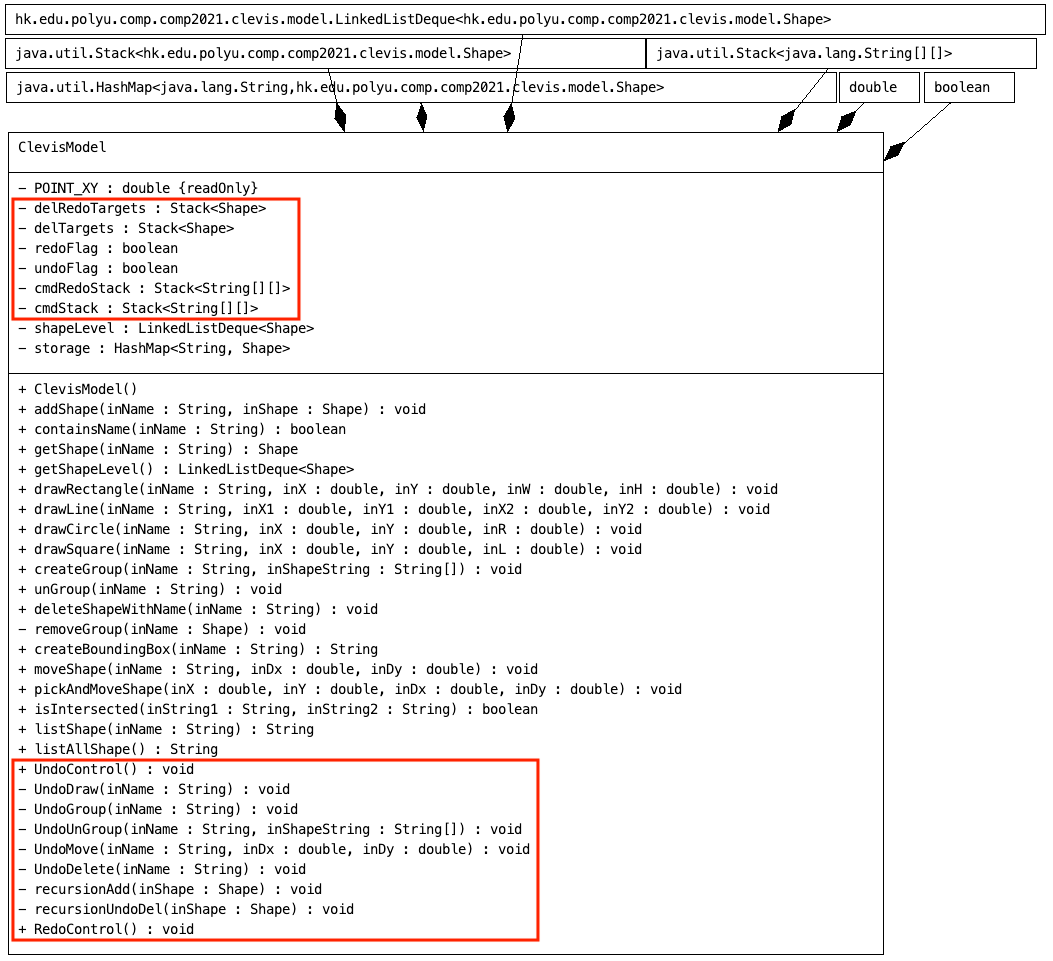 hk.edu.polyu.comp.comp2021.clevis.model.LinkedListDeque<hk.edu.polyu.comp.comp2021.clevis.model.Shape>
java.util.Stack<hk.edu.polyu.comp.comp2021.clevis.model.Shape>
java.util.Stack<java.lang.String[][]>
java.util.HashMap<java.lang.String,hk.edu.polyu.comp.comp2021.clevis.model.Shape>
double
boolean
ClevisModel
– POINT_XY : double {readOnly}
– delRedoTargets : Stack<Shape>
– delTargets : Stack<Shape>
– redoFlag : boolean
– undoFlag : boolean
– cmdRedoStack : Stack<String[][]>
– cmdStack : Stack<String[][]>
– shapeLevel : LinkedListDeque<Shape>
– storage : HashMap<String, Shape>
+ ClevisModel()
+ addShape(inName : String, inShape : Shape) : void
+ containsName(inName : String) : boolean
+ getShape(inName : String) : Shape
+ getShapeLevel() : LinkedListDeque<Shape>
+ drawRectangle(inName : String, inX : double, inY : double, inW : double, inH : double) : void
+ drawLine(inName : String, inX1 : double, inY1 : double, inX2 : double, inY2 : double) : void
+ drawCircle(inName : String, inX : double, inY : double, inR : double) : void
+ drawSquare(inName : String, inX : double, inY : double, inL : double) : void
+ createGroup(inName : String, inShapeString : String[]) : void
+ unGroup(inName : String) : void
+ deleteShapeWithName(inName : String) : void
– removeGroup(inName : Shape) : void
+ createBoundingBox(inName : String) : String
+ moveShape(inName : String, inDx : double, inDy : double) : void
+ pickAndMoveShape(inX : double, inY : double, inDx : double, inDy : double) : void
+ isIntersected(inString1 : String, inString2 : String) : boolean
+ listShape(inName : String) : String
+ listAllShape() : String
+ UndoControl() : void
– UndoDraw(inName : String) : void
– UndoGroup(inName : String) : void
– UndoUnGroup(inName : String, inShapeString : String[]) : void
– UndoMove(inName : String, inDx : double, inDy : double) : void
– UndoDelete(inName : String) : void
– recursionAdd(inShape : Shape) : void
– recursionUndoDel(inShape : Shape) : void
+ RedoControl() : void